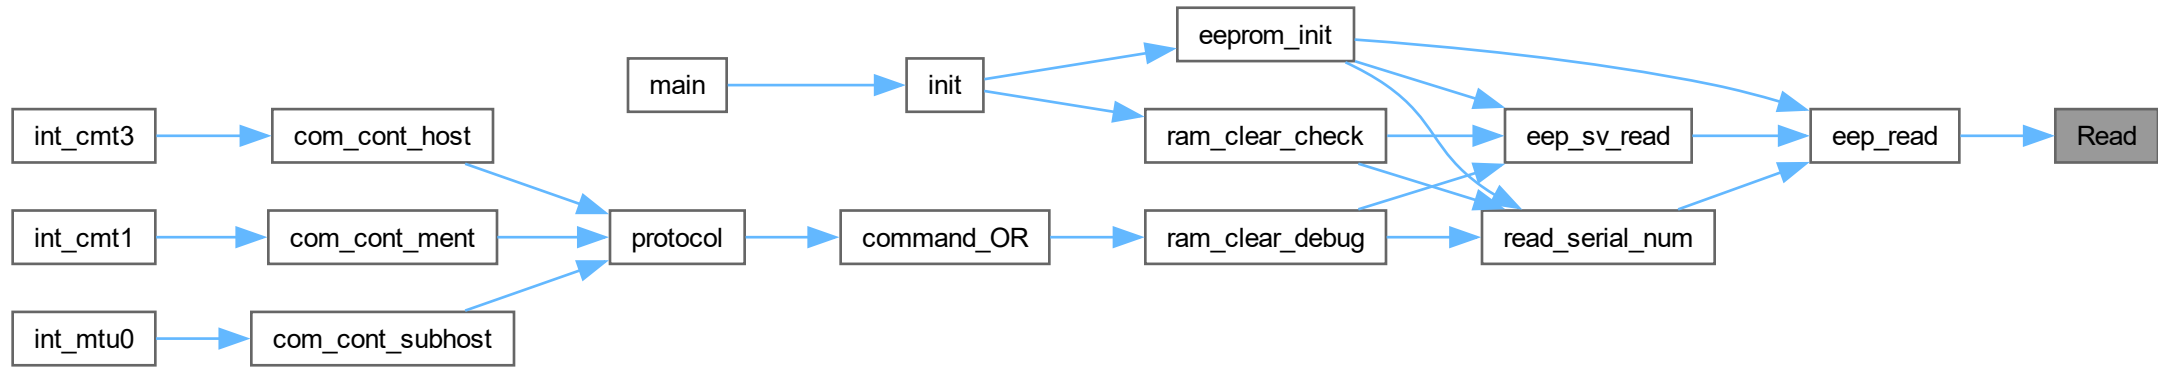 eeprom_init
main
init
int_cmt3
com_cont_host
ram_clear_check
eep_sv_read
eep_read
Read
int_cmt1
com_cont_ment
protocol
command_OR
ram_clear_debug
read_serial_num
int_mtu0
com_cont_subhost